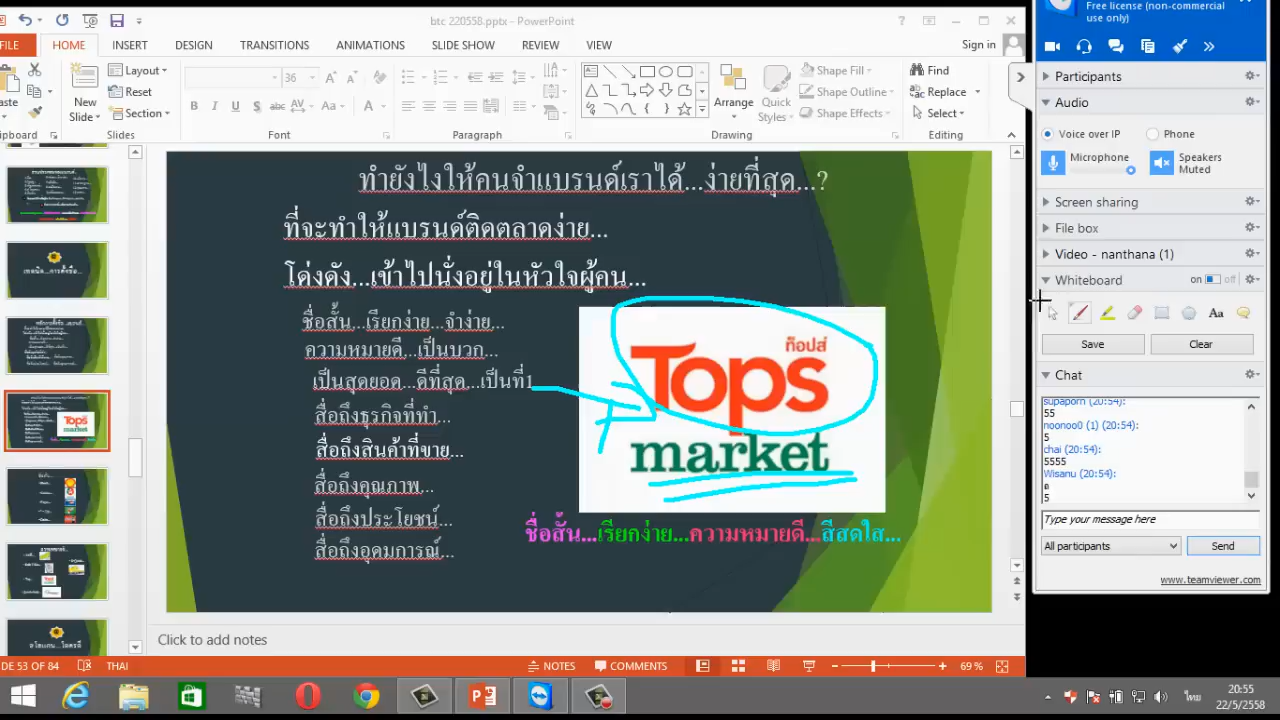 btc 220558.pptx - PowerPoint
FILE HOME INSERT DESIGN TRANSITIONS ANIMATIONS SLIDE SHOW REVIEW VIEW Sign in
Layout
Reset
Section
New
Slide
36
B I U S abc AV Aa A
Arrange
Quick
Styles
Shape Fill
Shape Outline
Shape Effects
Find
Replace
Select
Slides Font Paragraph Drawing Editing
ทำยังไงให้คนจำแบรนด์เราได้...ง่ายที่สุด...?
ที่จะทำให้แบรนด์ติดตลาดง่าย...
โด่งดัง...เข้าไปนั่งอยู่ในหัวใจผู้คน...
ชื่อสั้น...เรียกง่าย...จำง่าย...
ความหมายดี...เป็นบวก...
เป็นสุดยอด...ดีที่สุด...เป็นที่1
สื่อถึงธุรกิจที่ทำ...
สื่อถึงสินค้าที่ขาย...
สื่อถึงคุณภาพ...
สื่อถึงประโยชน์...
สื่อถึงอุดมการณ์...
ท็อปส์
Tops
market
ชื่อสั้น...เรียกง่าย...ความหมายดี...สีสดใส...
Click to add notes
DE 53 OF 84 THAI NOTES COMMENTS 69 %
Free license (non-commercial
use only)
Participants
Audio
Voice over IP Phone
Microphone
Speakers
Muted
Screen sharing
File box
Video - nanthana (1)
Whiteboard on off
Aa
Save Clear
Chat
supaporn (20:54):
55
noonoo0 (1) (20:54):
5
chai (20:54):
5555
Wisanu (20:54):
ด
5
Type your message here
All participants Send
www.teamviewer.com
ไทย
20:55
22/5/2558